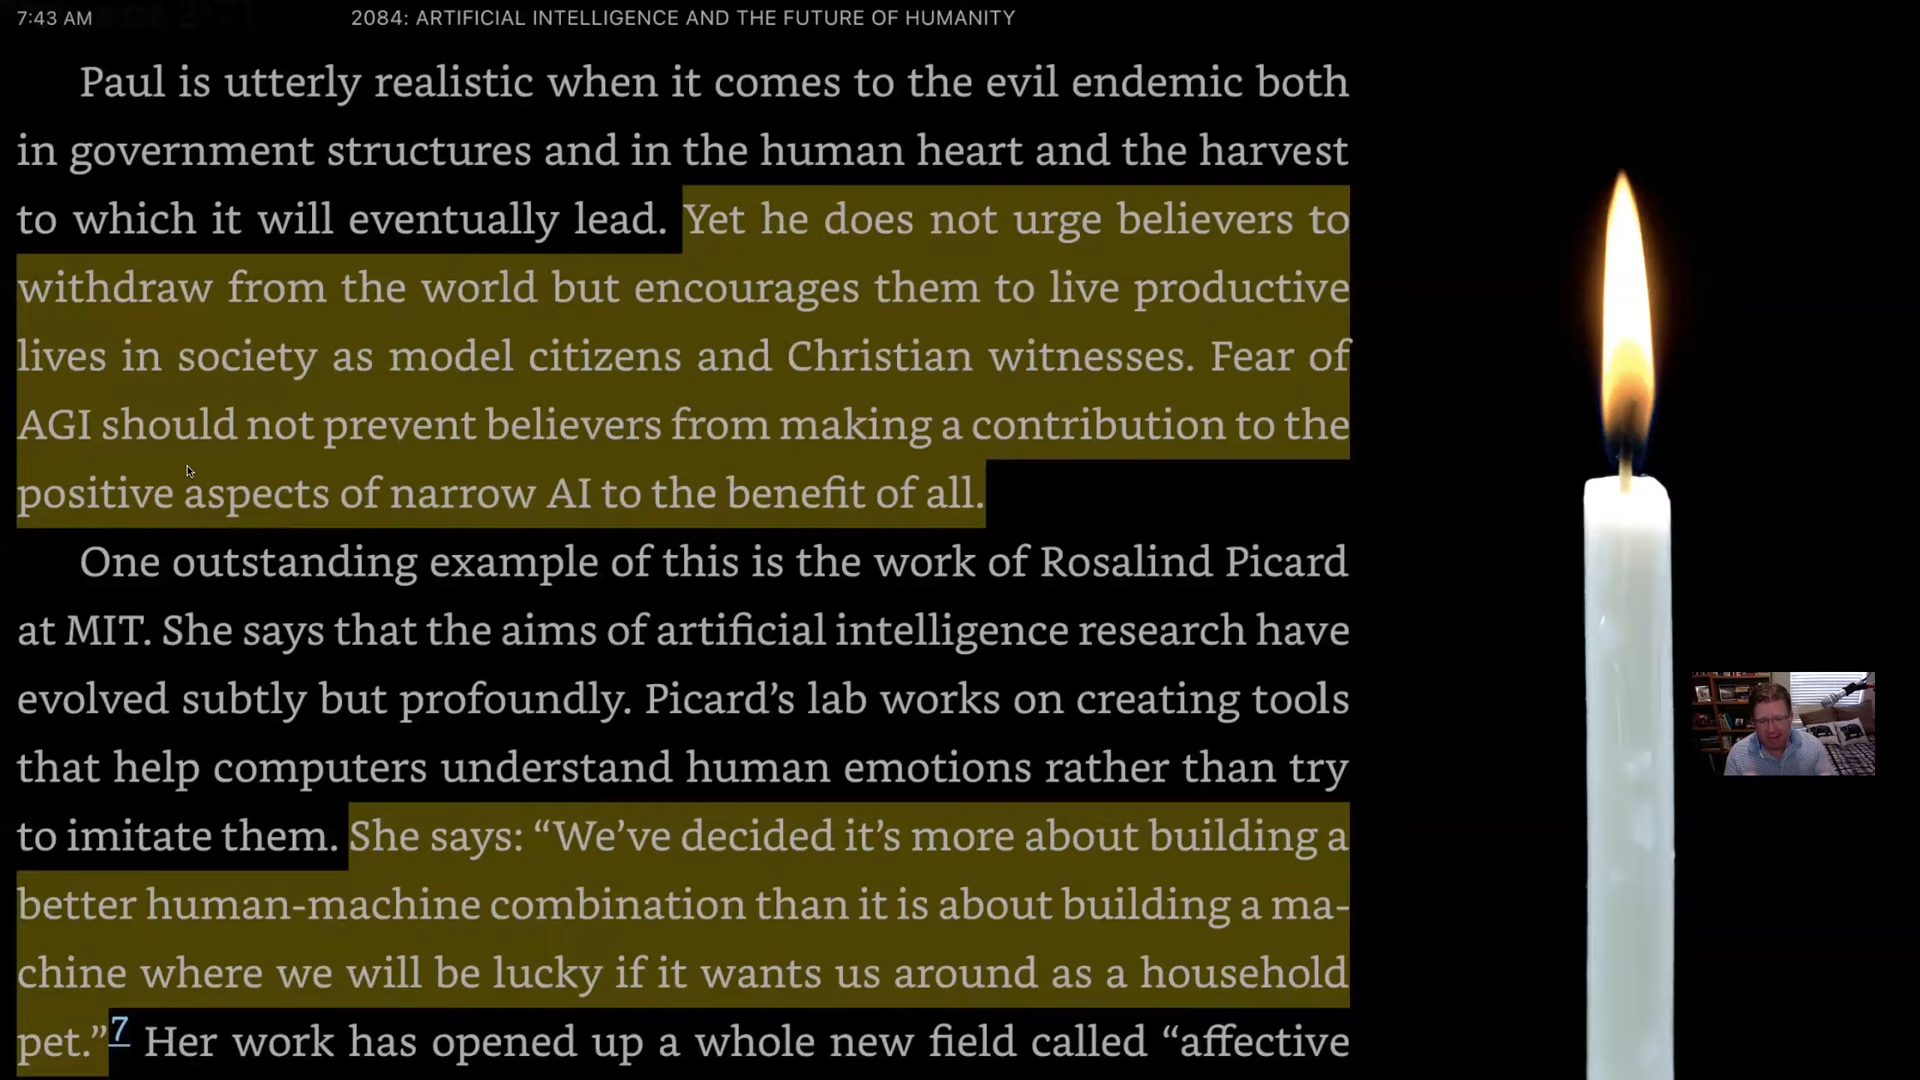 7:43 AM
2084: ARTIFICIAL INTELLIGENCE AND THE FUTURE OF HUMANITY
Paul is utterly realistic when it comes to the evil endemic both
in government structures and in the human heart and the harvest
to which it will eventually lead. Yet he does not urge believers to
withdraw from the world but encourages them to live productive
lives in society as model citizens and Christian witnesses. Fear of
AGI should not prevent believers from making a contribution to the
positive aspects of narrow AI to the benefit of all.
One outstanding example of this is the work of Rosalind Picard
at MIT. She says that the aims of artificial intelligence research have
evolved subtly but profoundly. Picard’s lab works on creating tools
that help computers understand human emotions rather than try
to imitate them. She says: “We’ve decided it’s more about building a
better human-machine combination than it is about building a ma-
chine where we will be lucky if it wants us around as a household
pet.”7 Her work has opened up a whole new field called “affective